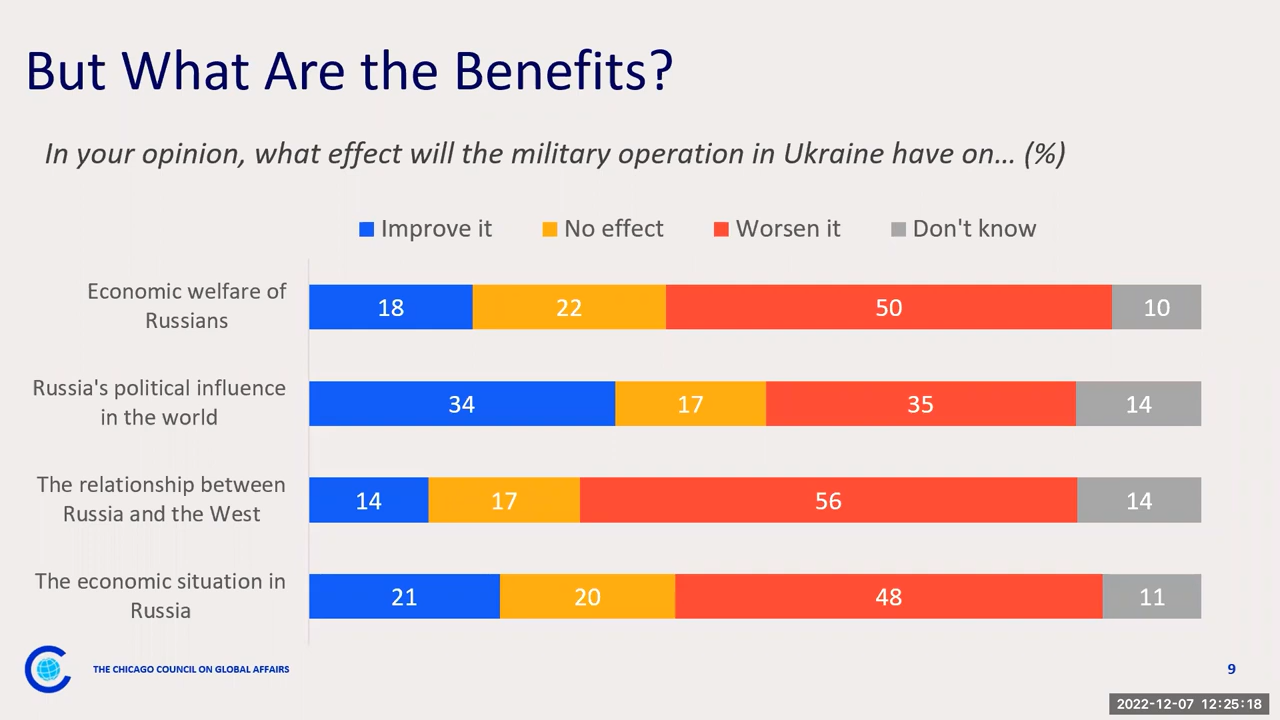 But What Are the Benefits?
In your opinion, what effect will the military operation in Ukraine have on... (%)
Improve it No effect Worsen it Don't know
Economic welfare of
Russians
18 22 50 10
Russia's political influence
in the world
34 17 35 14
The relationship between
Russia and the West
14 17 56 14
The economic situation in
Russia
21 20 48 11
THE CHICAGO COUNCIL ON GLOBAL AFFAIRS
9
2022-12-07 12:25:18